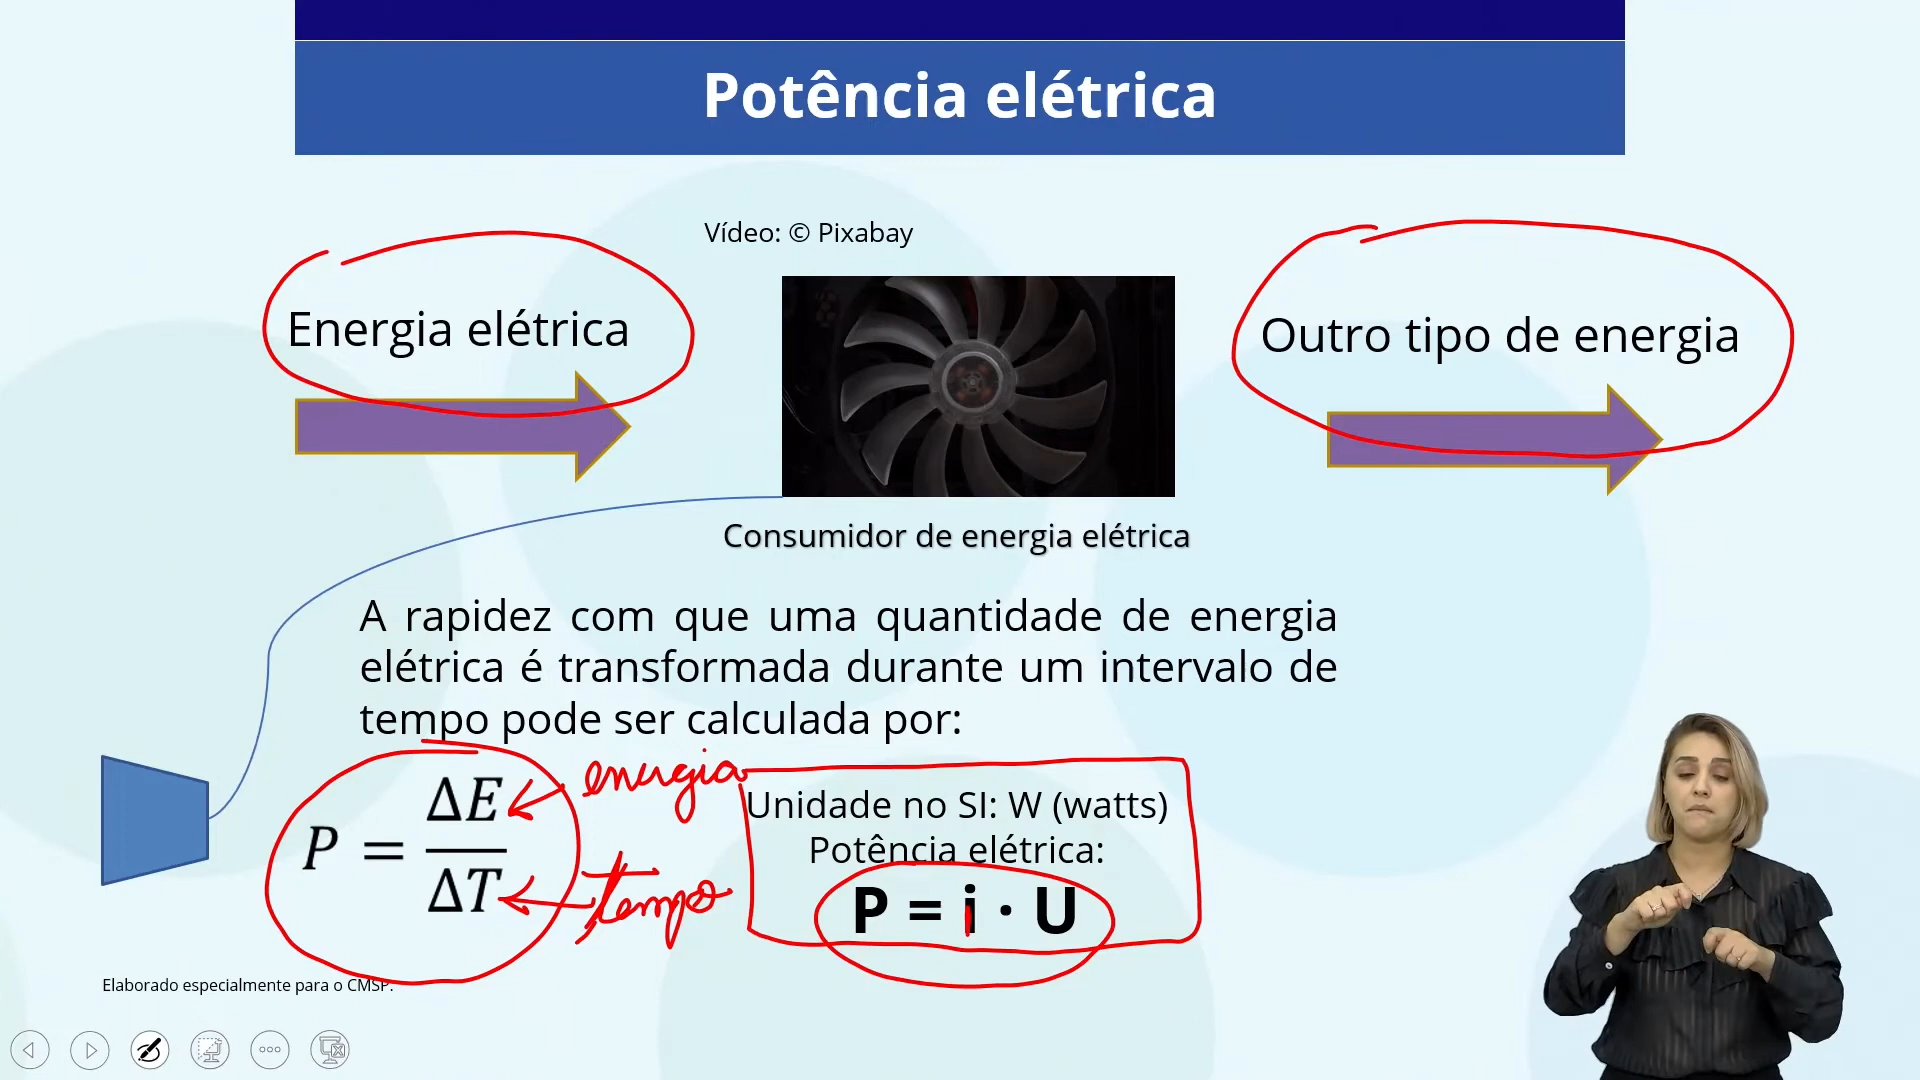 Potência elétrica
Vídeo: © Pixabay
Energia elétrica
Outro tipo de energia
Consumidor de energia elétrica
A rapidez com que uma quantidade de energia
elétrica é transformada durante um intervalo de
tempo pode ser calculada por:
P = ΔE/ΔT
energia
tempo
Unidade no SI: W (watts)
Potência elétrica:
P = i · U
Elaborado especialmente para o CMSP.